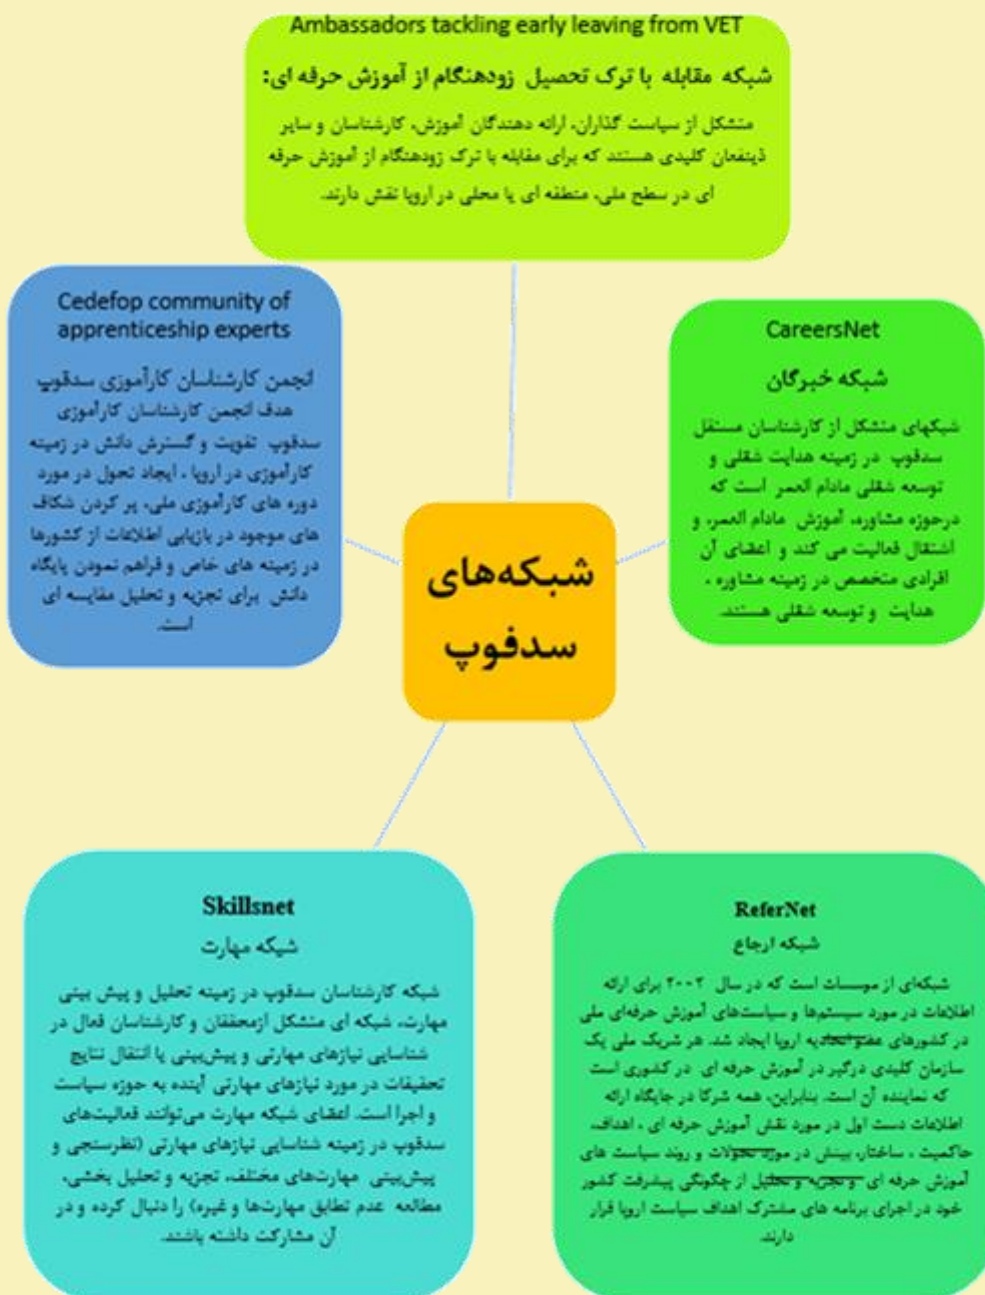 Ambassadors tackling early leaving from VET
شبکه مقابله با ترک تحصیل زودهنگام از آموزش حرفه ای:
متشکل از سیاست گذاران، ارائه دهندگان آموزش، کارشناسان و سایر
ذینفعان کلیدی هستند که برای مقابله با ترک زودهنگام از آموزش حرفه
ای در سطح ملی، منطقه ای یا محلی در اروپا نقش دارند.
Cedefop community of
apprenticeship experts
انجمن کارشناسان کارآموزی سدفوپ
هدف انجمن کارشناسان کارآموزی
سدفوپ تقویت و گسترش دانش در زمینه
کارآموزی در اروپا ، ایجاد تحول در مورد
دوره های کارآموزی ملی، پر کردن شکاف
های موجود در بازیابی اطلاعات از کشورها
در زمینه های خاص و فراهم نمودن پایگاه
دانش برای تجزیه و تحلیل مقایسه ای
است.
CareersNet
شبکه خبرگان
شبکهای متشکل از کارشناسان مستقل
سدفوپ در زمینه هدایت شغلی و
توسعه شغلی مادام العمر است که
درحوزه مشاوره، آموزش مادام العمر، و
اشتغال فعالیت می کند و اعضای آن
افرادی متخصص در زمینه مشاوره ،
هدایت و توسعه شغلی هستند.
شبکه‌های
سدفوپ
Skillsnet
شبکه مهارت
شبکه کارشناسان سدفوپ در زمینه تحلیل و پیش بینی
مهارت، شبکه ای متشکل ازمحققان و کارشناسان فعال در
شناسایی نیازهای مهارتی و پیش‌بینی یا انتقال نتایج
تحقیقات در مورد نیازهای مهارتی آینده به حوزه سیاست
و اجرا است. اعضای شبکه مهارت می‌توانند فعالیت‌های
سدفوپ در زمینه شناسایی نیازهای مهارتی (نظرسنجی و
پیش‌بینی مهارت‌های مختلف، تجزیه و تحلیل بخشی،
مطالعه عدم تطابق مهارت‌ها و غیره) را دنبال کرده و در
آن مشارکت داشته باشند.
ReferNet
شبکه ارجاع
شبکه‌ای از موسسات است که در سال ۲۰۰۲ برای ارائه
اطلاعات در مورد سیستم‌ها و سیاست‌های آموزش حرفه‌ای ملی
در کشورهای عضو اتحادیه اروپا ایجاد شد. هر شریک ملی یک
سازمان کلیدی درگیر در آموزش حرفه ای در کشوری است
که نماینده آن است. بنابراین، همه شرکا در جایگاه ارائه
اطلاعات دست اول در مورد نقش آموزش حرفه ای ، اهداف،
حاکمیت ، ساختار، بینش در مورد تحولات و روند سیاست های
آموزش حرفه ای و تجزیه و تحلیل از چگونگی پیشرفت کشور
خود در اجرای برنامه های مشترک اهداف سیاست اروپا قرار
دارند.